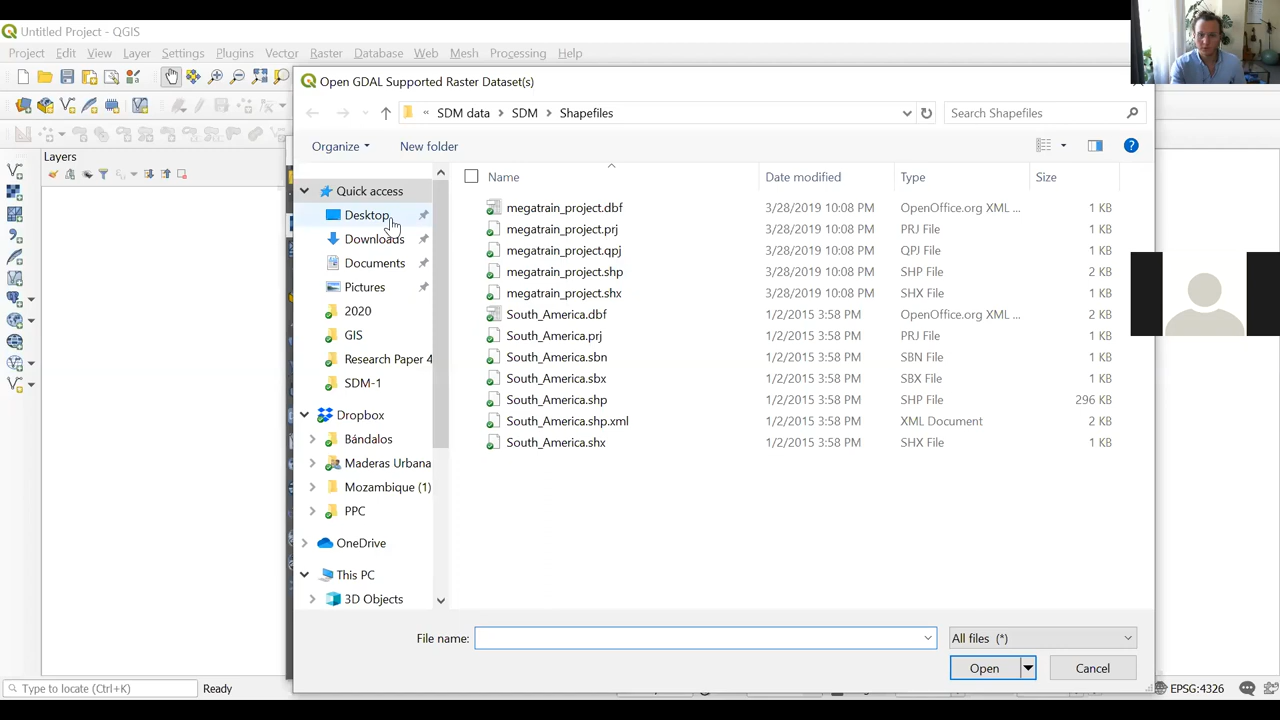 Untitled Project - QGIS
Project Edit View Layer Settings Plugins Vector Raster Database Web Mesh Processing Help
Open GDAL Supported Raster Dataset(s)
« SDM data > SDM > Shapefiles
Search Shapefiles
Organize
New folder
Layers
Name
Date modified
Type
Size
Quick access
Desktop
Downloads
Documents
Pictures
2020
GIS
Research Paper 4
SDM-1
Dropbox
Bándalos
Maderas Urbana
Mozambique (1)
PPC
OneDrive
This PC
3D Objects
megatrain_project.dbf 3/28/2019 10:08 PM OpenOffice.org XML ... 1 KB
megatrain_project.prj 3/28/2019 10:08 PM PRJ File 1 KB
megatrain_project.qpj 3/28/2019 10:08 PM QPJ File 1 KB
megatrain_project.shp 3/28/2019 10:08 PM SHP File 2 KB
megatrain_project.shx 3/28/2019 10:08 PM SHX File 1 KB
South_America.dbf 1/2/2015 3:58 PM OpenOffice.org XML ... 2 KB
South_America.prj 1/2/2015 3:58 PM PRJ File 1 KB
South_America.sbn 1/2/2015 3:58 PM SBN File 1 KB
South_America.sbx 1/2/2015 3:58 PM SBX File 1 KB
South_America.shp 1/2/2015 3:58 PM SHP File 296 KB
South_America.shp.xml 1/2/2015 3:58 PM XML Document 2 KB
South_America.shx 1/2/2015 3:58 PM SHX File 1 KB
File name:
All files (*)
Open
Cancel
Type to locate (Ctrl+K)
Ready
EPSG:4326